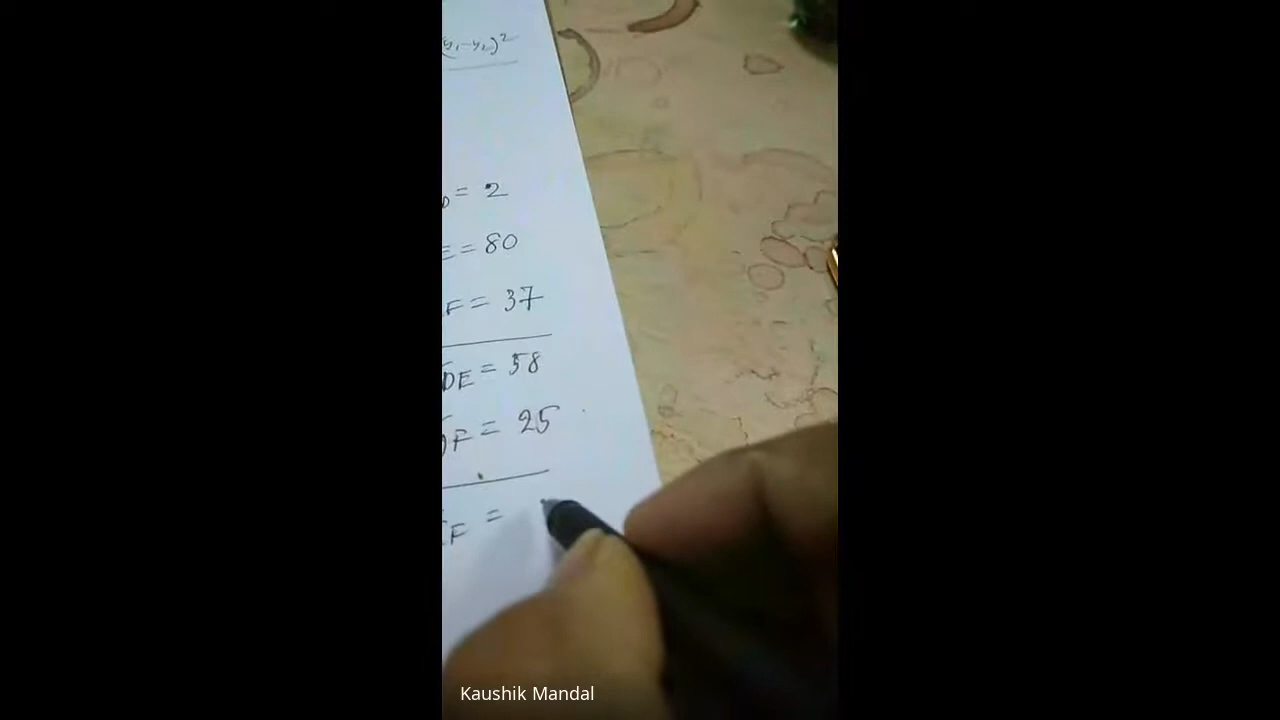 y₁-y₂)²
= 2
E = 80
F = 37
DE = 58
F = 25
F =
Kaushik Mandal